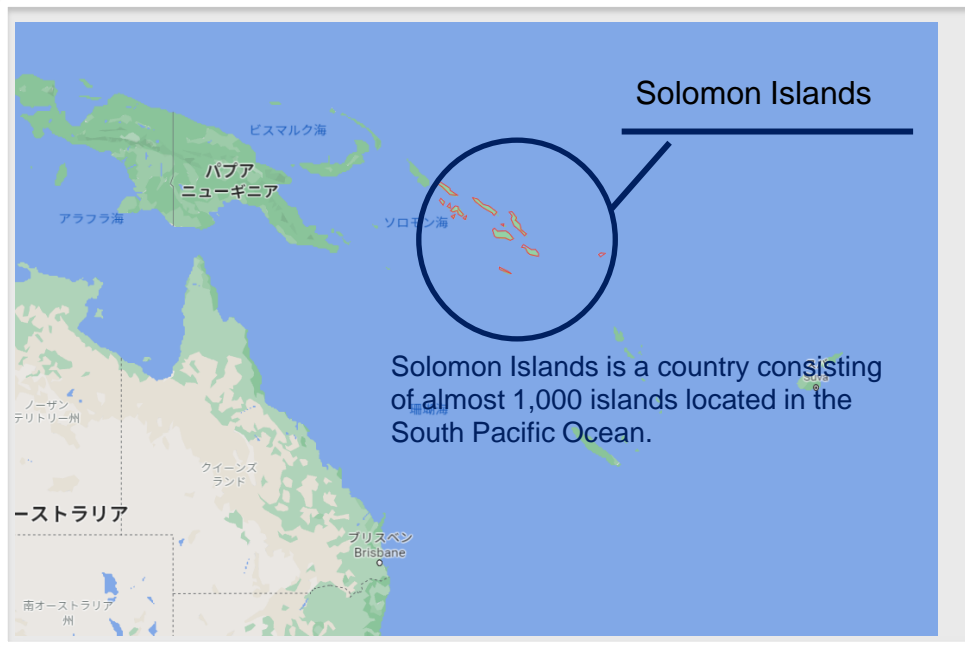 Solomon Islands
ビスマルク海
パプア
ニューギニア
アラフラ海
ソロモン海
Solomon Islands is a country consisting
of almost 1,000 islands located in the
South Pacific Ocean.
Suva
珊瑚海
ノーザン
テリトリー州
クイーンズ
ランド
ーストラリア
ブリスベン
Brisbane
南オーストラリア
州